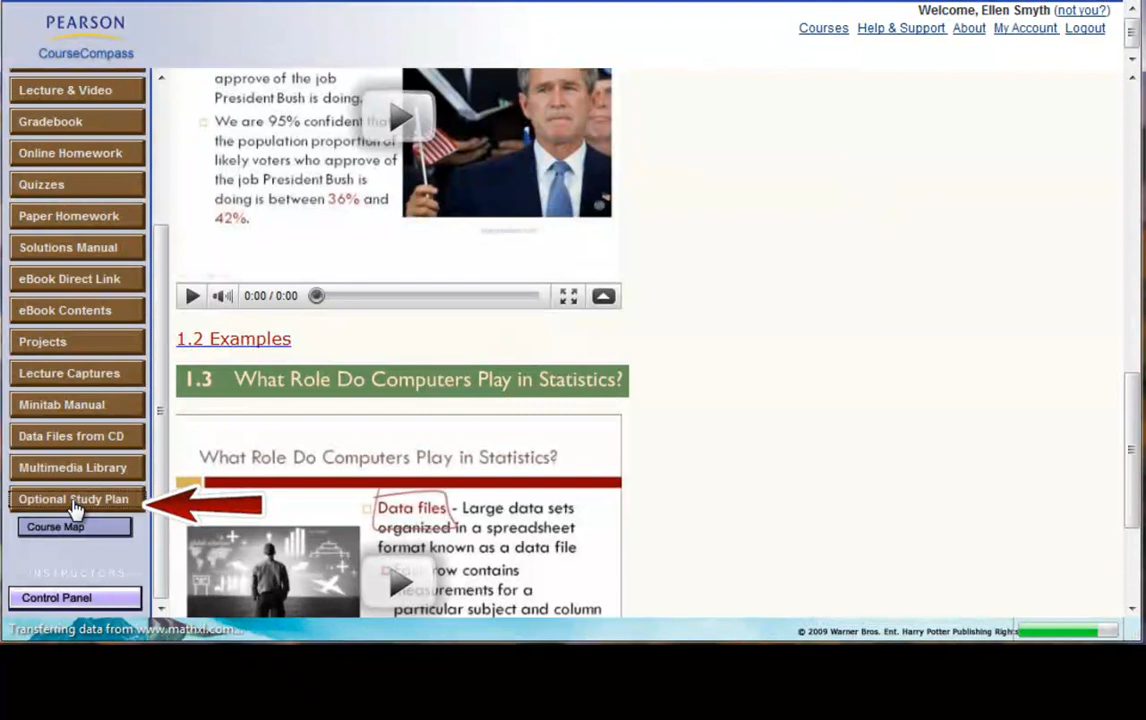 Welcome, Ellen Smyth (not you?)
Courses Help & Support About My Account Logout
PEARSON
CourseCompass
Lecture & Video
Gradebook
Online Homework
Quizzes
Paper Homework
Solutions Manual
eBook Direct Link
eBook Contents
Projects
Lecture Captures
Minitab Manual
Data Files from CD
Multimedia Library
Optional Study Plan
Course Map
INSTRUCTORS
Control Panel
approve of the job
President Bush is doing.
We are 95% confident that
the population proportion of
likely voters who approve of
the job President Bush is
doing is between 36% and
42%.
0:00 / 0:00
1.2 Examples
1.3 What Role Do Computers Play in Statistics?
What Role Do Computers Play in Statistics?
Data files - Large data sets
organized in a spreadsheet
format known as a data file
row contains
measurements for a
particular subject and column
Transferring data from www.mathxl.com...
© 2009 Warner Bros. Ent. Harry Potter Publishing Rights